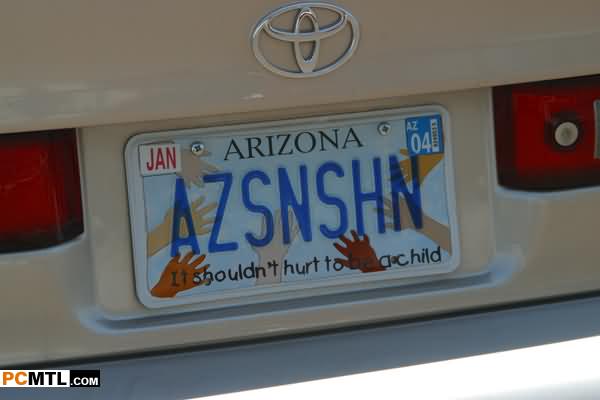 JAN
ARIZONA
AZ
04
AZSNSHN
It shouldn't hurt to be a child
PCMTL.com